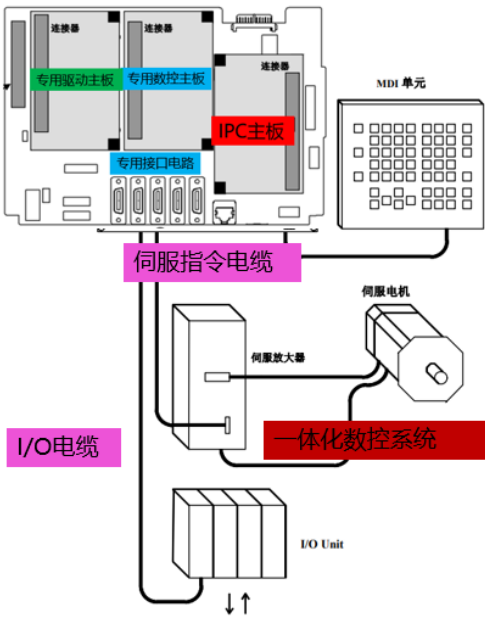 连接器
连接器
专用驱动主板
专用数控主板
连接器
IPC主板
MDI 单元
专用接口电路
伺服指令电缆
伺服电机
伺服放大器
I/O电缆
一体化数控系统
I/O Unit